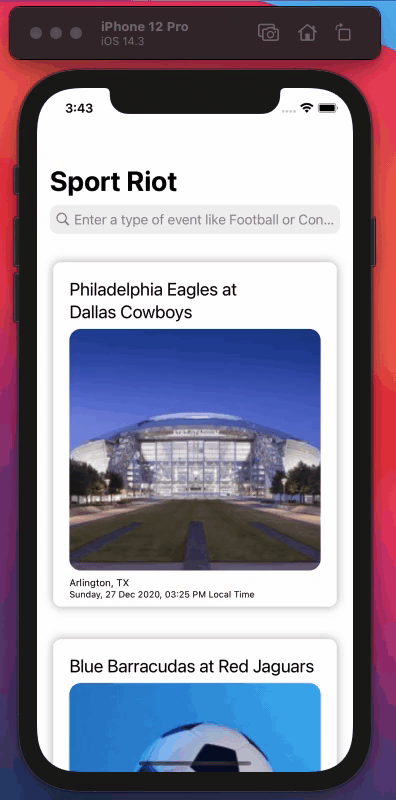 iPhone 12 Pro
iOS 14.3
3:43
Sport Riot
Enter a type of event like Football or Con...
Philadelphia Eagles at
Dallas Cowboys
Arlington, TX
Sunday, 27 Dec 2020, 03:25 PM Local Time
Blue Barracudas at Red Jaguars